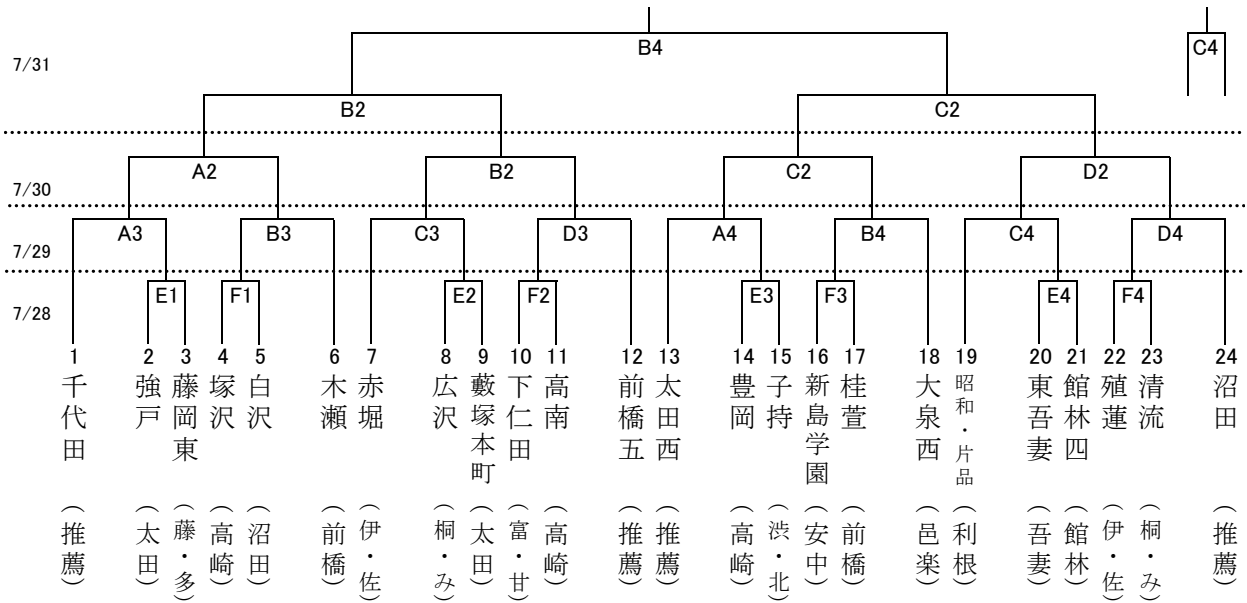 B4
C4
7/31
B2
C2
A2
B2
C2
D2
7/30
A3
B3
C3
D3
A4
B4
C4
D4
7/29
E1
F1
E2
F2
E3
F3
E4
F4
7/28
1
2
3
4
5
6
7
8
9
10
11
12
13
14
15
16
17
18
19
20
21
22
23
24
千代田
強戸
藤岡東
塚沢
白沢
木瀬
赤堀
広沢
藪塚本町
下仁田
高南
前橋五
太田西
豊岡
子持
新島学園
桂萱
大泉西
昭和・片品
東吾妻
館林四
殖蓮
清流
沼田
(推薦)
(太田)
(藤・多)
(高崎)
(沼田)
(前橋)
(伊・佐)
(桐・み)
(太田)
(富・甘)
(高崎)
(推薦)
(推薦)
(高崎)
(渋・北)
(安中)
(前橋)
(邑楽)
(利根)
(吾妻)
(館林)
(伊・佐)
(桐・み)
(推薦)